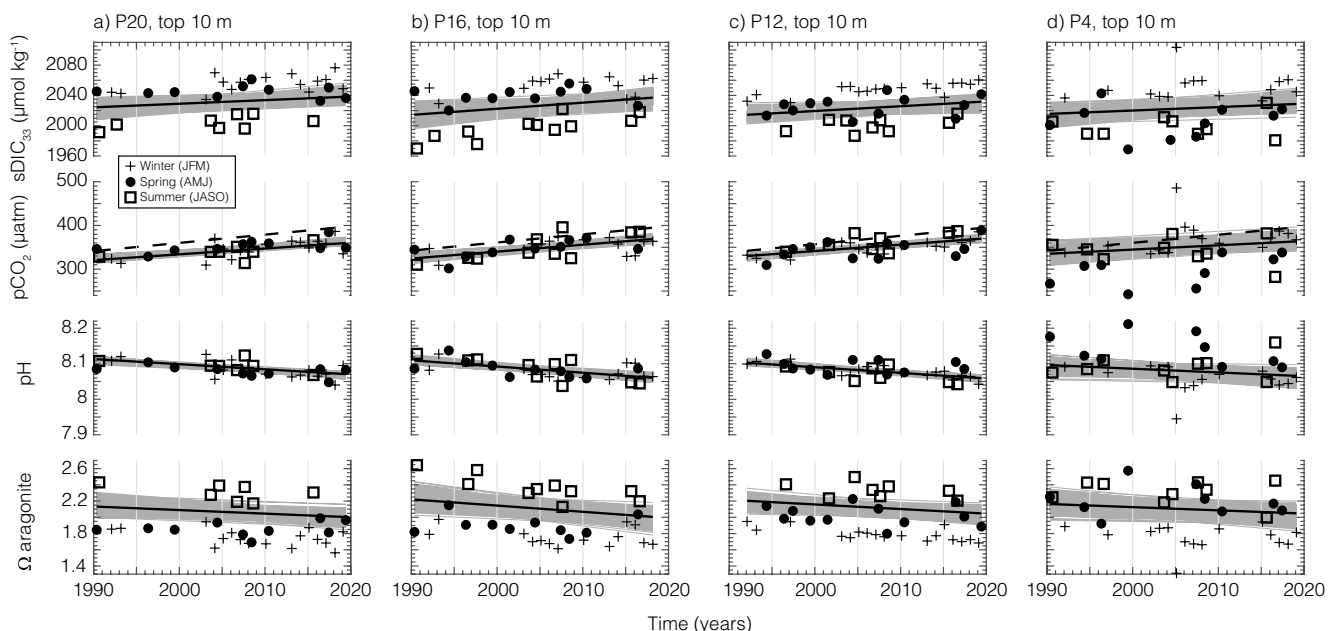 a) P20, top 10 m
b) P16, top 10 m
c) P12, top 10 m
d) P4, top 10 m
sDIC₃₃ (μmol kg⁻¹)
2080
2040
2000
1960
Winter (JFM)
Spring (AMJ)
Summer (JASO)
pCO₂ (μatm)
500
400
300
pH
8.2
8.1
8
7.9
Ω aragonite
2.6
2.2
1.8
1.4
1990 2000 2010 2020
1990 2000 2010 2020
1990 2000 2010 2020
1990 2000 2010 2020
Time (years)